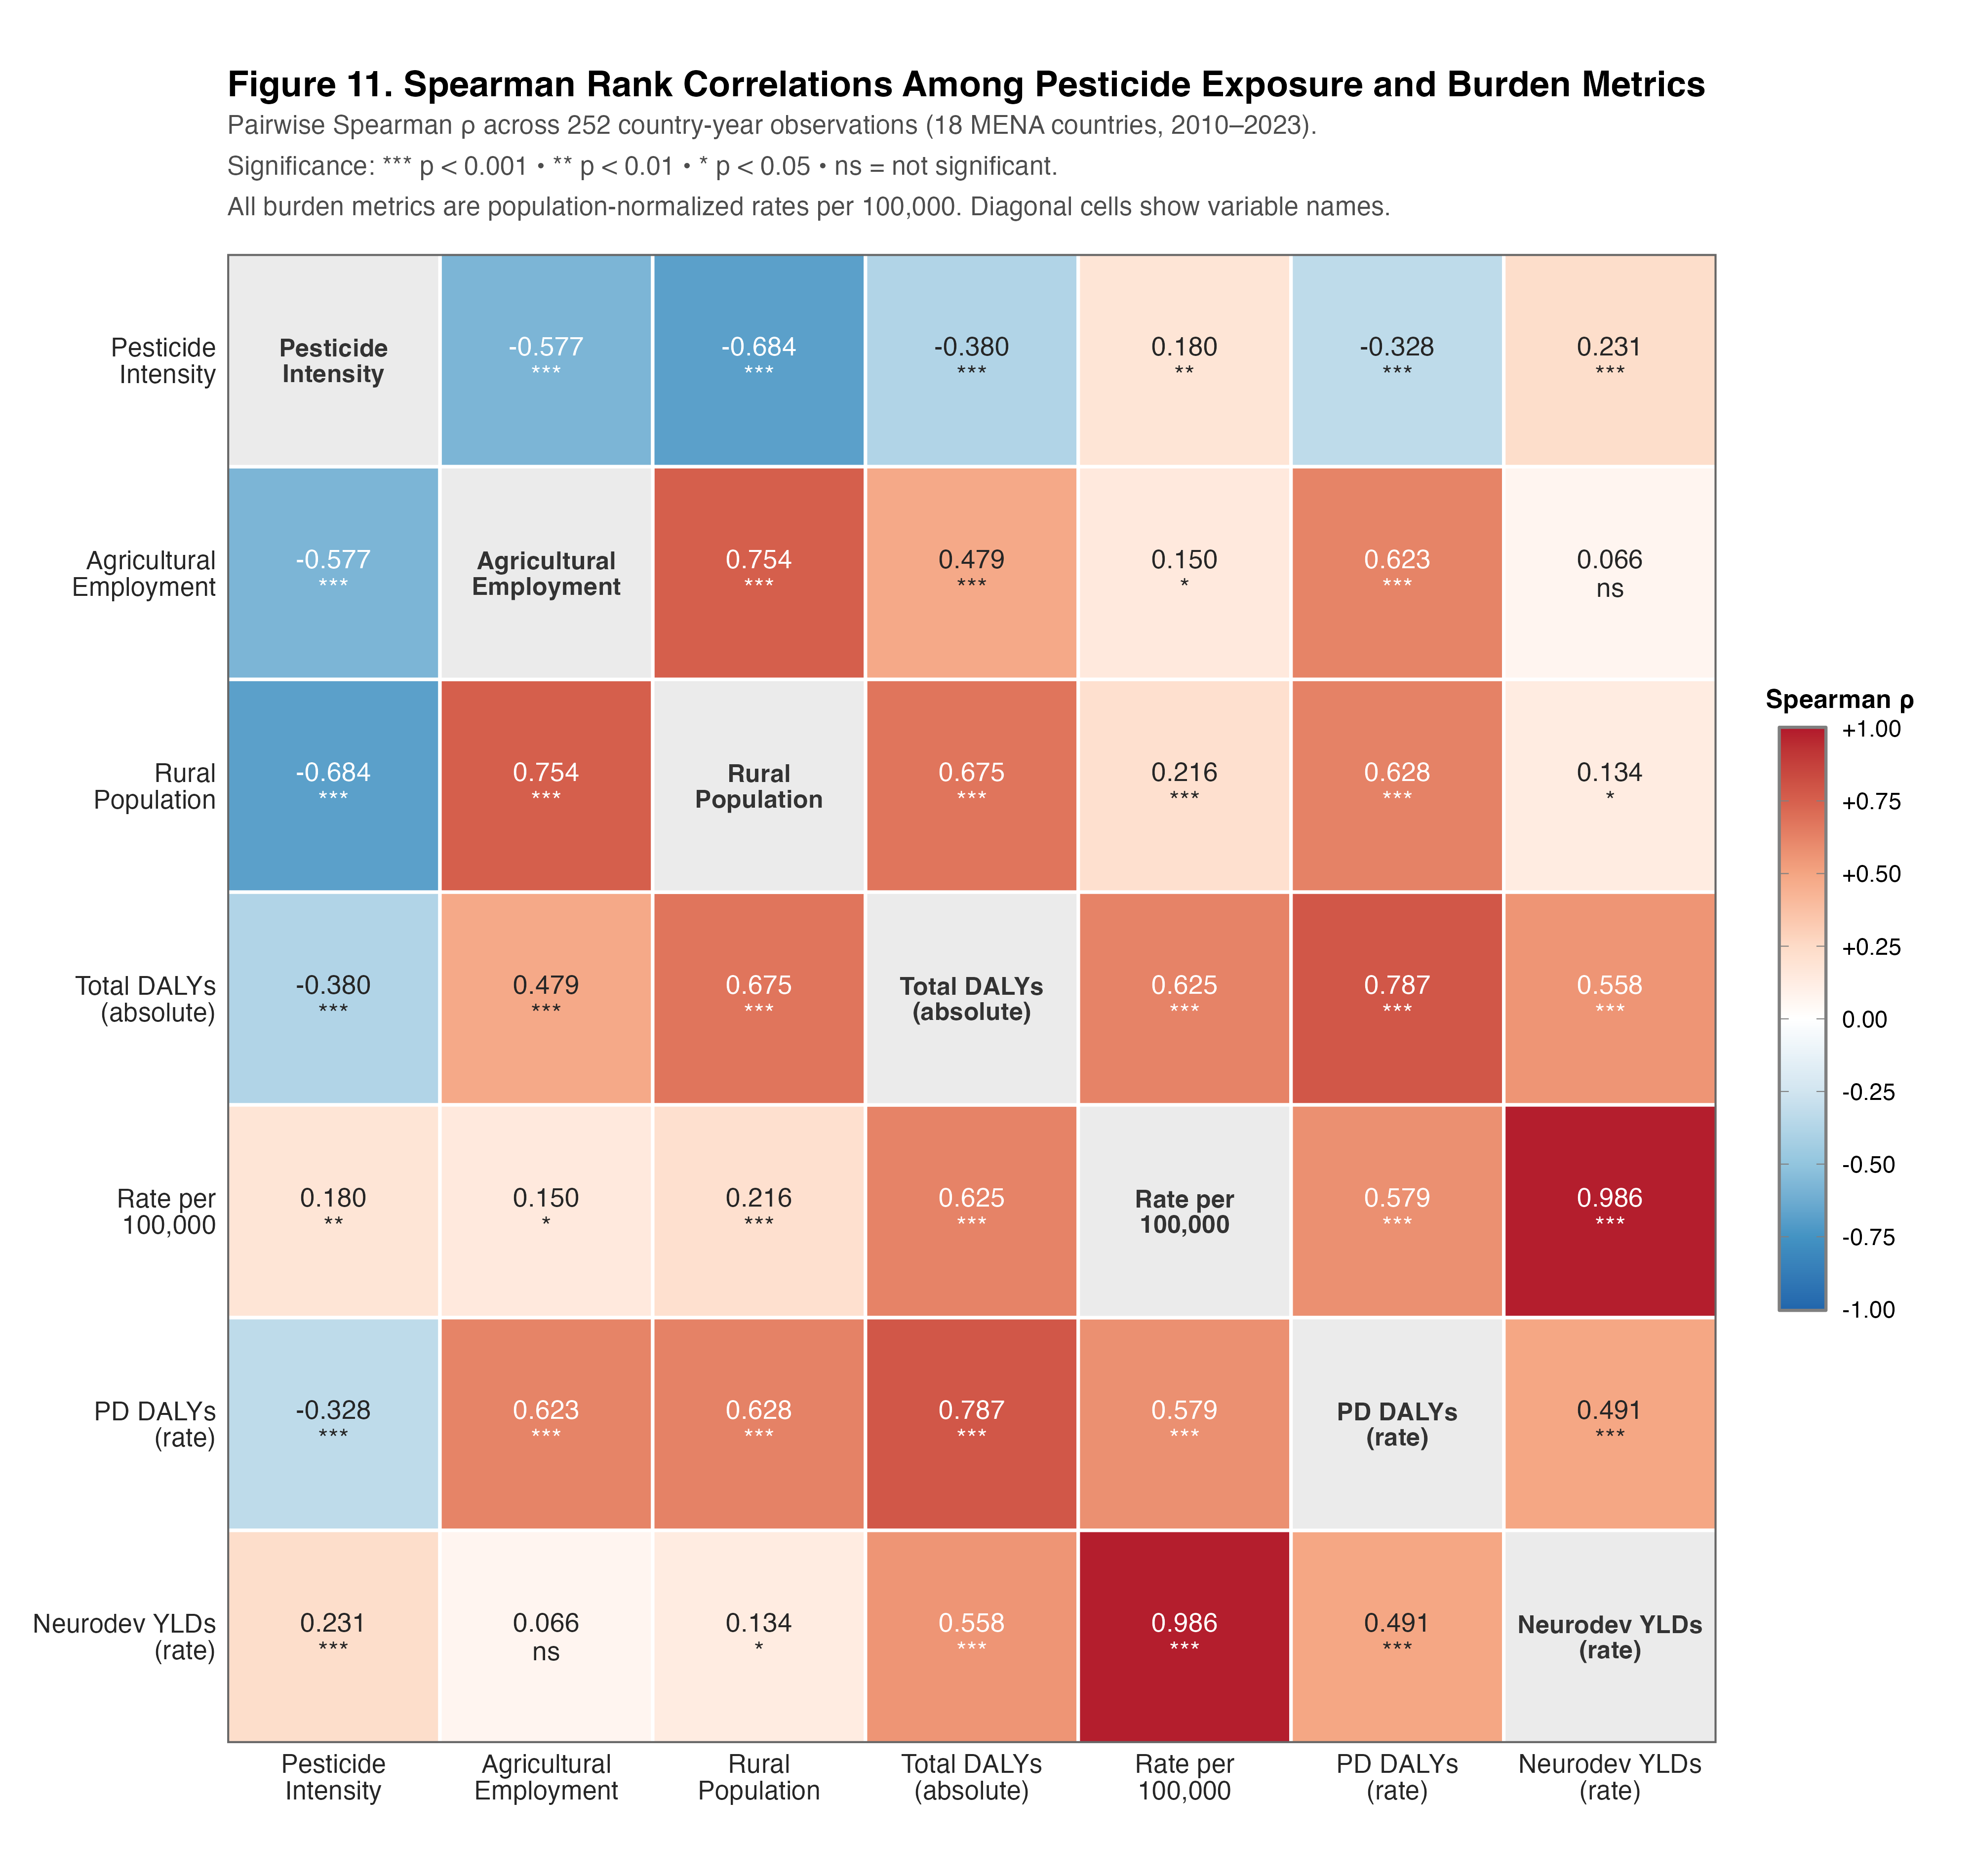 Figure 11. Spearman Rank Correlations Among Pesticide Exposure and Burden Metrics
Pairwise Spearman ρ across 252 country-year observations (18 MENA countries, 2010–2023).
Significance: *** p < 0.001 • ** p < 0.01 • * p < 0.05 • ns = not significant.
All burden metrics are population-normalized rates per 100,000. Diagonal cells show variable names.
Pesticide
Intensity
Pesticide
Intensity
-0.577
***
-0.684
***
-0.380
***
0.180
**
-0.328
***
0.231
***
Agricultural
Employment
-0.577
***
Agricultural
Employment
0.754
***
0.479
***
0.150
*
0.623
***
0.066
ns
Rural
Population
-0.684
***
0.754
***
Rural
Population
0.675
***
0.216
***
0.628
***
0.134
*
Total DALYs
(absolute)
-0.380
***
0.479
***
0.675
***
Total DALYs
(absolute)
0.625
***
0.787
***
0.558
***
Rate per
100,000
0.180
**
0.150
*
0.216
***
0.625
***
Rate per
100,000
0.579
***
0.986
***
PD DALYs
(rate)
-0.328
***
0.623
***
0.628
***
0.787
***
0.579
***
PD DALYs
(rate)
0.491
***
Neurodev YLDs
(rate)
0.231
***
0.066
ns
0.134
*
0.558
***
0.986
***
0.491
***
Neurodev YLDs
(rate)
Pesticide
Intensity
Agricultural
Employment
Rural
Population
Total DALYs
(absolute)
Rate per
100,000
PD DALYs
(rate)
Neurodev YLDs
(rate)
Spearman ρ
+1.00
+0.75
+0.50
+0.25
0.00
-0.25
-0.50
-0.75
-1.00